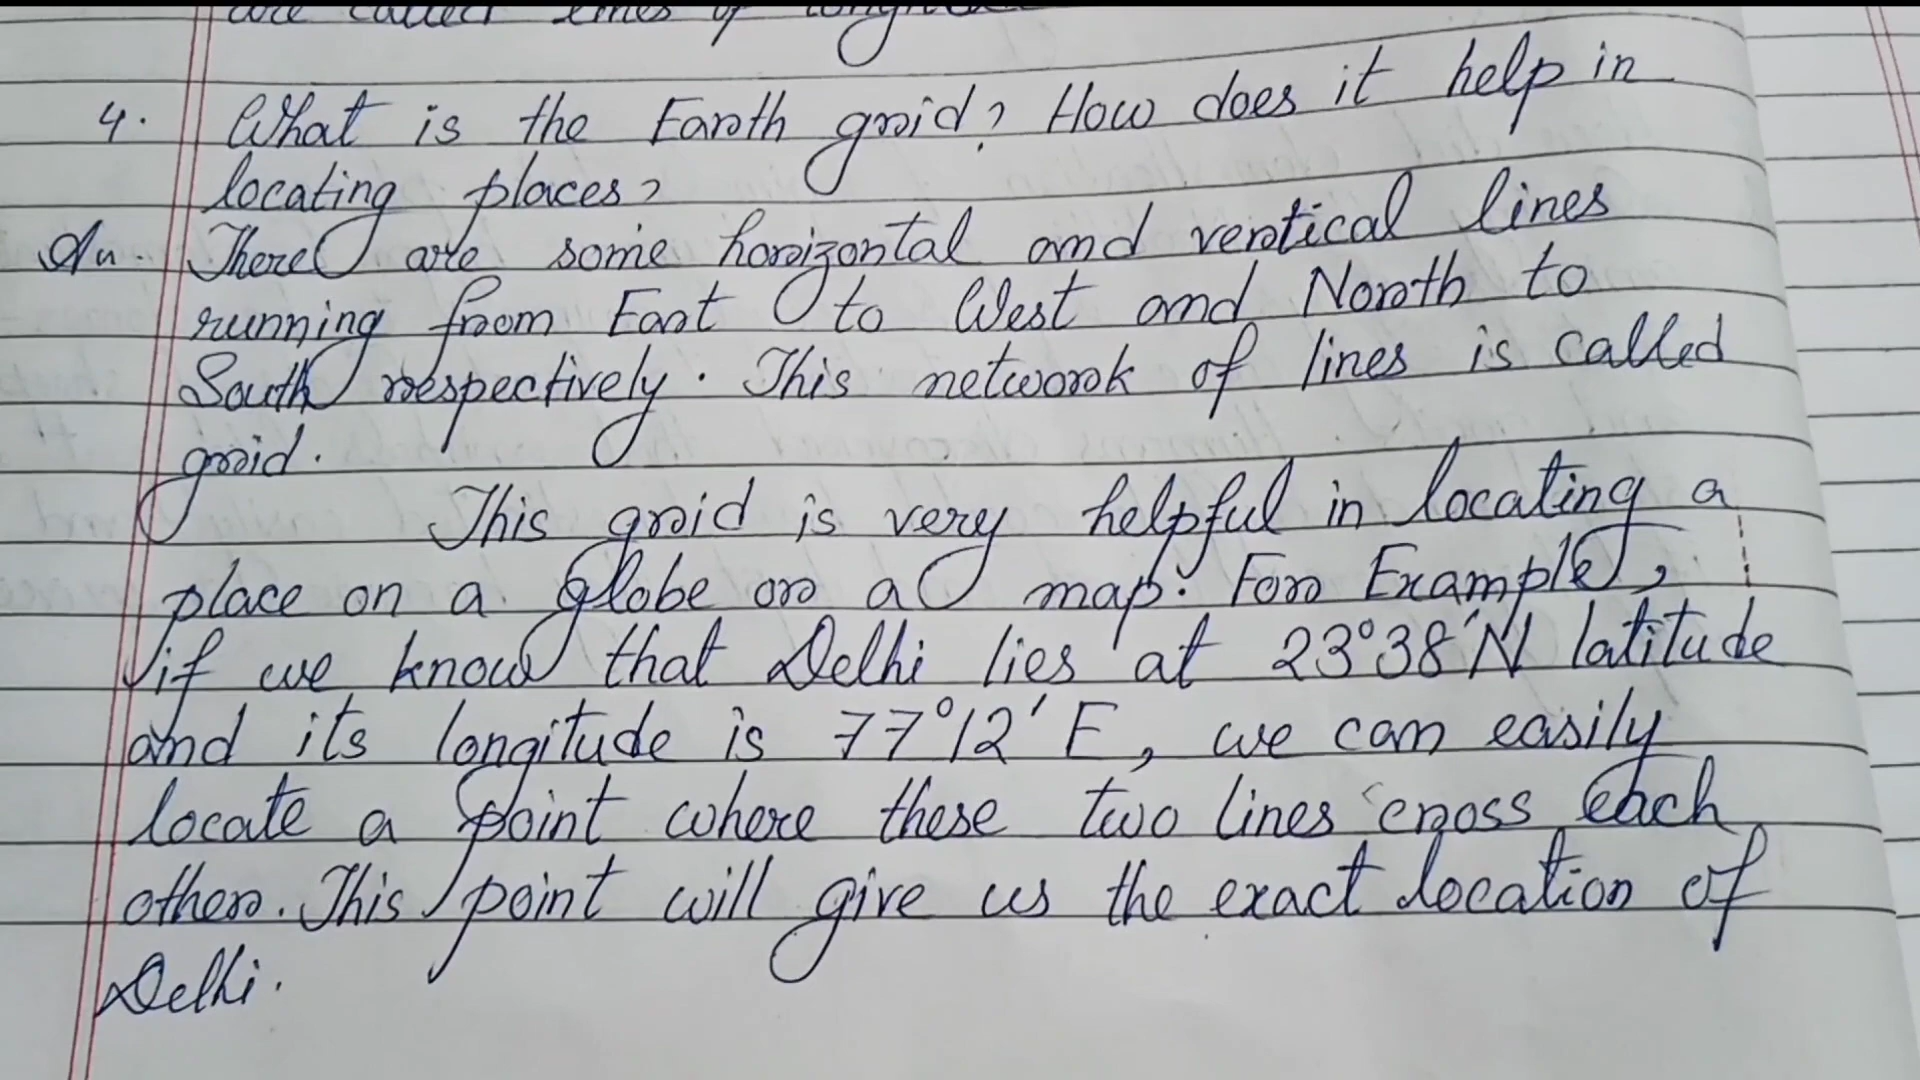 are called lines of
4. What is the Earth grid? How does it help in
locating places?
An. There are some horizontal and vertical lines
running from East to West and North to
South respectively. This network of lines is called
grid.
This grid is very helpful in locating a
place on a globe or a map. For Example,
if we know that Delhi lies at 23°38'N latitude
and its longitude is 77°12'E, we can easily
locate a point where these two lines cross each
other. This point will give us the exact location of
Delhi.